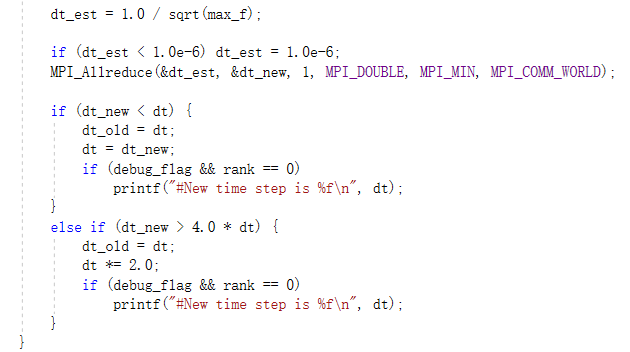 dt_est = 1.0 / sqrt(max_f);
if (dt_est < 1.0e-6) dt_est = 1.0e-6;
MPI_Allreduce(&dt_est, &dt_new, 1, MPI_DOUBLE, MPI_MIN, MPI_COMM_WORLD);
if (dt_new < dt) {
dt_old = dt;
dt = dt_new;
if (debug_flag && rank == 0)
printf("#New time step is %f\n", dt);
}
else if (dt_new > 4.0 * dt) {
dt_old = dt;
dt *= 2.0;
if (debug_flag && rank == 0)
printf("#New time step is %f\n", dt);
}
}